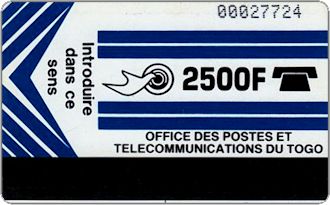 00027724
Introduire
dans ce
sens
2500F
OFFICE DES POSTES ET
TELECOMMUNICATIONS DU TOGO